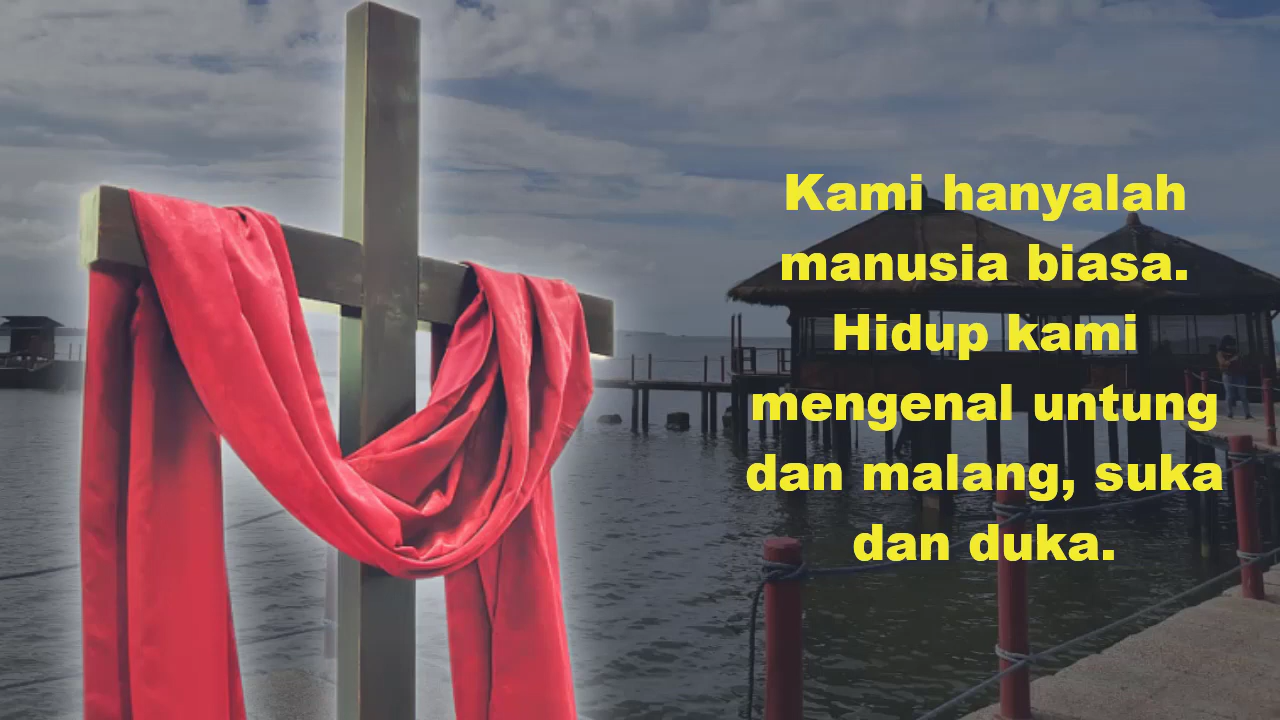 Kami hanyalah
manusia biasa.
Hidup kami
mengenal untung
dan malang, suka
dan duka.